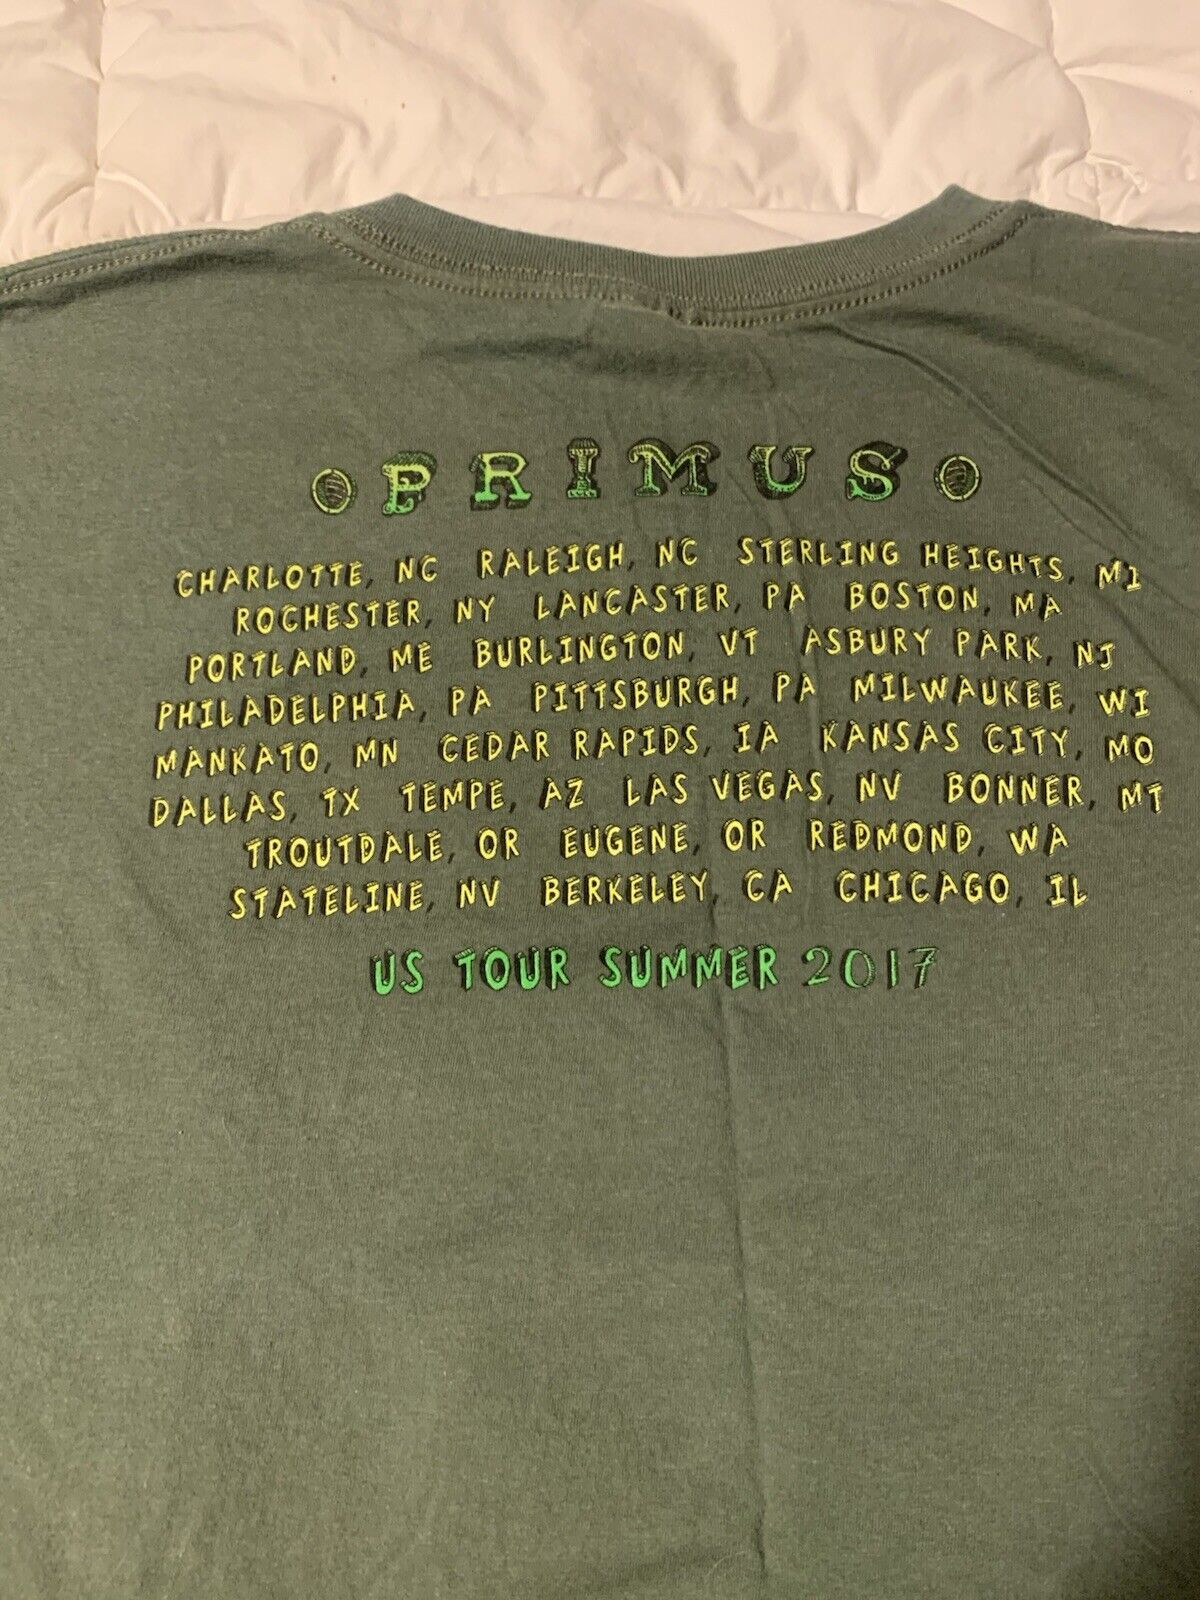 PRIMUS
CHARLOTTE, NC RALEIGH, NC STERLING HEIGHTS, MI
ROCHESTER, NY LANCASTER, PA BOSTON, MA
PORTLAND, ME BURLINGTON, VT ASBURY PARK, NJ
PHILADELPHIA, PA PITTSBURGH, PA MILWAUKEE, WI
MANKATO, MN CEDAR RAPIDS, IA KANSAS CITY, MO
DALLAS, TX TEMPE, AZ LAS VEGAS, NV BONNER, MT
TROUTDALE, OR EUGENE, OR REDMOND, WA
STATELINE, NV BERKELEY, CA CHICAGO, IL
US TOUR SUMMER 2017